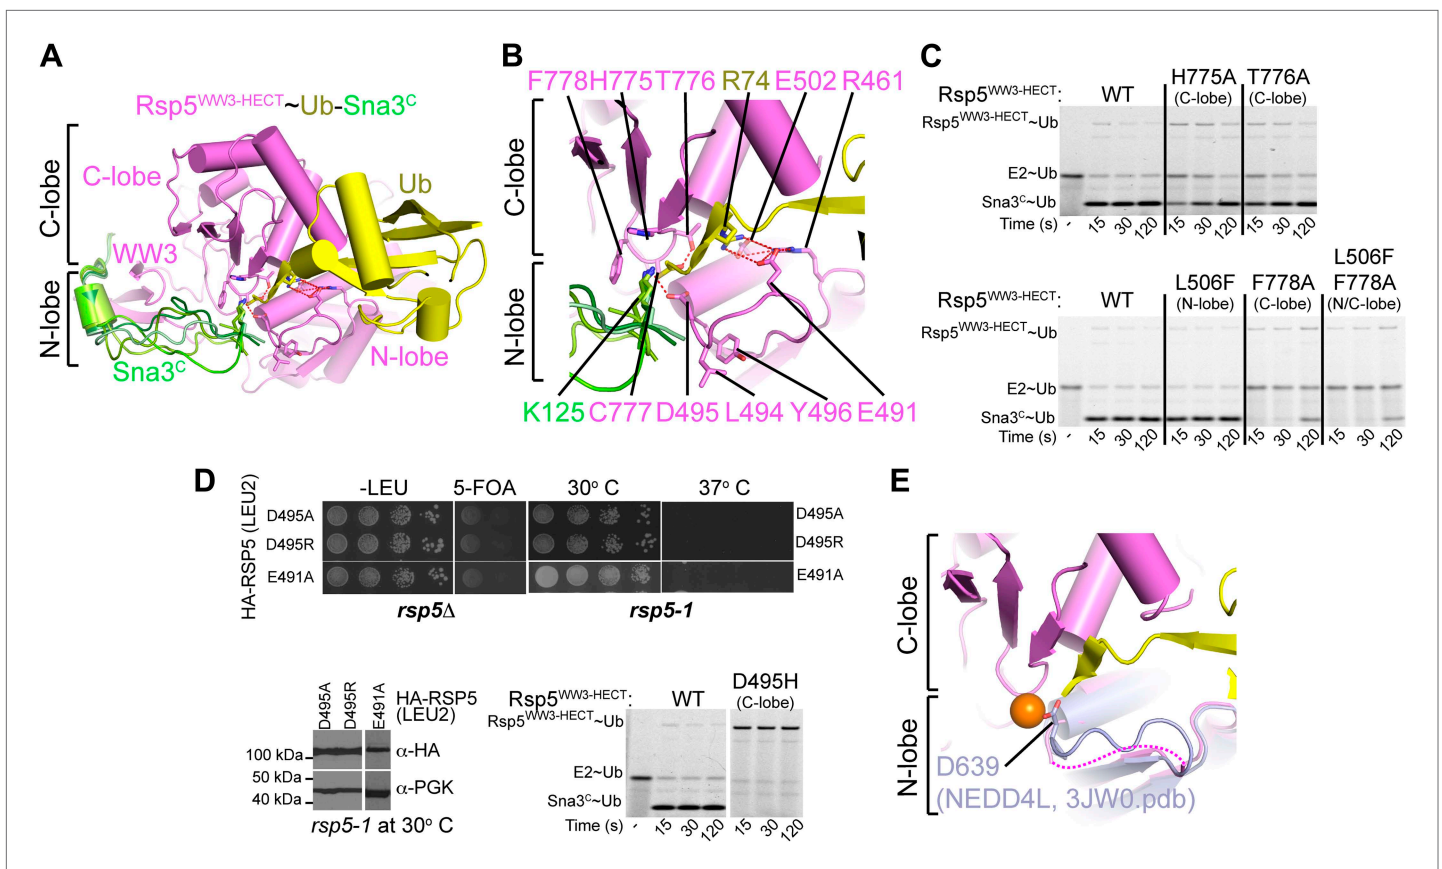 A
Rsp5WW3-HECT~Ub-Sna3C
C-lobe
N-lobe
C-lobe
Ub
WW3
N-lobe
Sna3C
B
F778 H775 T776 R74 E502 R461
C-lobe
N-lobe
K125 C777 D495 L494 Y496 E491
C
H775A T776A
Rsp5WW3-HECT: WT (C-lobe) (C-lobe)
Rsp5WW3-HECT~Ub
E2~Ub
Sna3C~Ub
Time (s) - 15 30 120 15 30 120 15 30 120
L506F
L506F F778A F778A
Rsp5WW3-HECT: WT (N-lobe) (C-lobe) (N/C-lobe)
Rsp5WW3-HECT~Ub
E2~Ub
Sna3C~Ub
Time (s) - 15 30 120 15 30 120 15 30 120 15 30 120
D
HA-RSP5 (LEU2)
-LEU 5-FOA 30o C 37o C
D495A D495A
D495R D495R
E491A E491A
rsp5Δ rsp5-1
D495A D495R E491A
HA-RSP5
(LEU2)
100 kDa α-HA
50 kDa
40 kDa α-PGK
rsp5-1 at 30o C
D495H
Rsp5WW3-HECT: WT (C-lobe)
Rsp5WW3-HECT~Ub
E2~Ub
Sna3C~Ub
Time (s) - 15 30 120 15 30 120
E
C-lobe
N-lobe
D639
(NEDD4L, 3JW0.pdb)